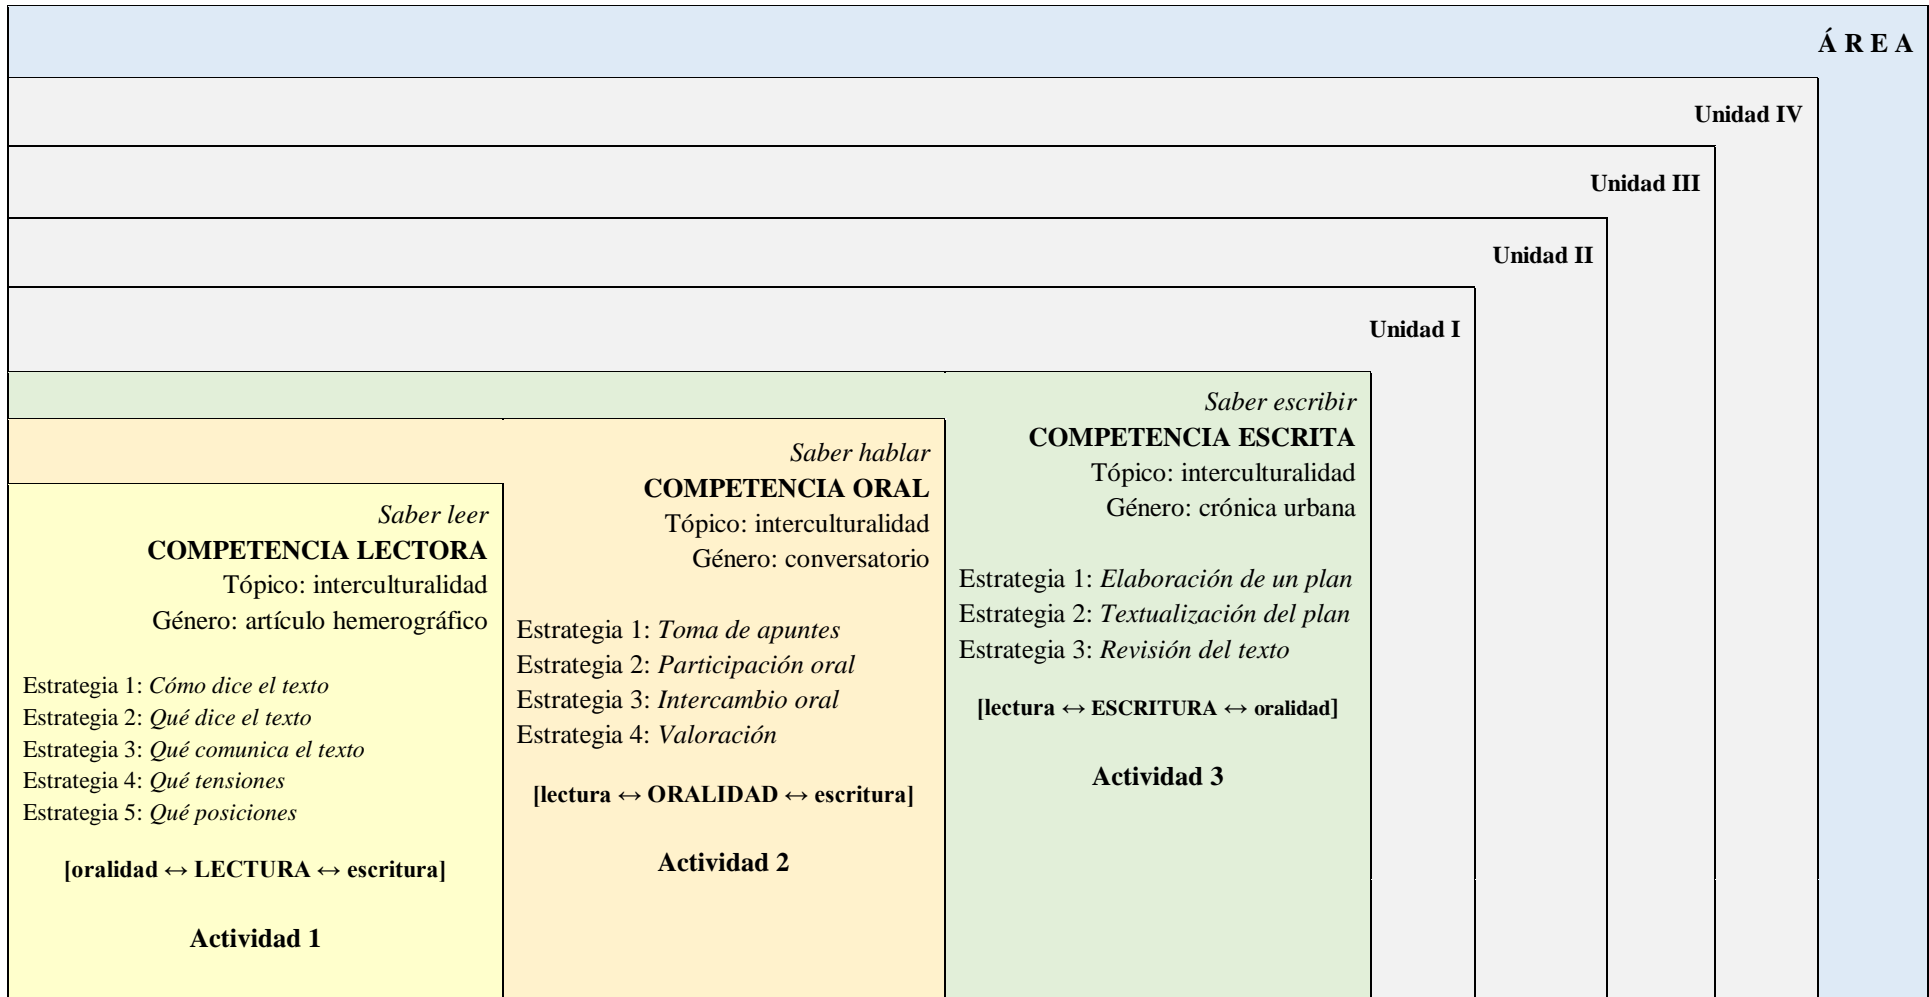 Á R E A
Unidad IV
Unidad III
Unidad II
Unidad I
Saber leer
COMPETENCIA LECTORA
Tópico: interculturalidad
Género: artículo hemerográfico
Estrategia 1: Cómo dice el texto
Estrategia 2: Qué dice el texto
Estrategia 3: Qué comunica el texto
Estrategia 4: Qué tensiones
Estrategia 5: Qué posiciones
[oralidad ↔ LECTURA ↔ escritura]
Actividad 1
Saber hablar
COMPETENCIA ORAL
Tópico: interculturalidad
Género: conversatorio
Estrategia 1: Toma de apuntes
Estrategia 2: Participación oral
Estrategia 3: Intercambio oral
Estrategia 4: Valoración
[lectura ↔ ORALIDAD ↔ escritura]
Actividad 2
Saber escribir
COMPETENCIA ESCRITA
Tópico: interculturalidad
Género: crónica urbana
Estrategia 1: Elaboración de un plan
Estrategia 2: Textualización del plan
Estrategia 3: Revisión del texto
[lectura ↔ ESCRITURA ↔ oralidad]
Actividad 3